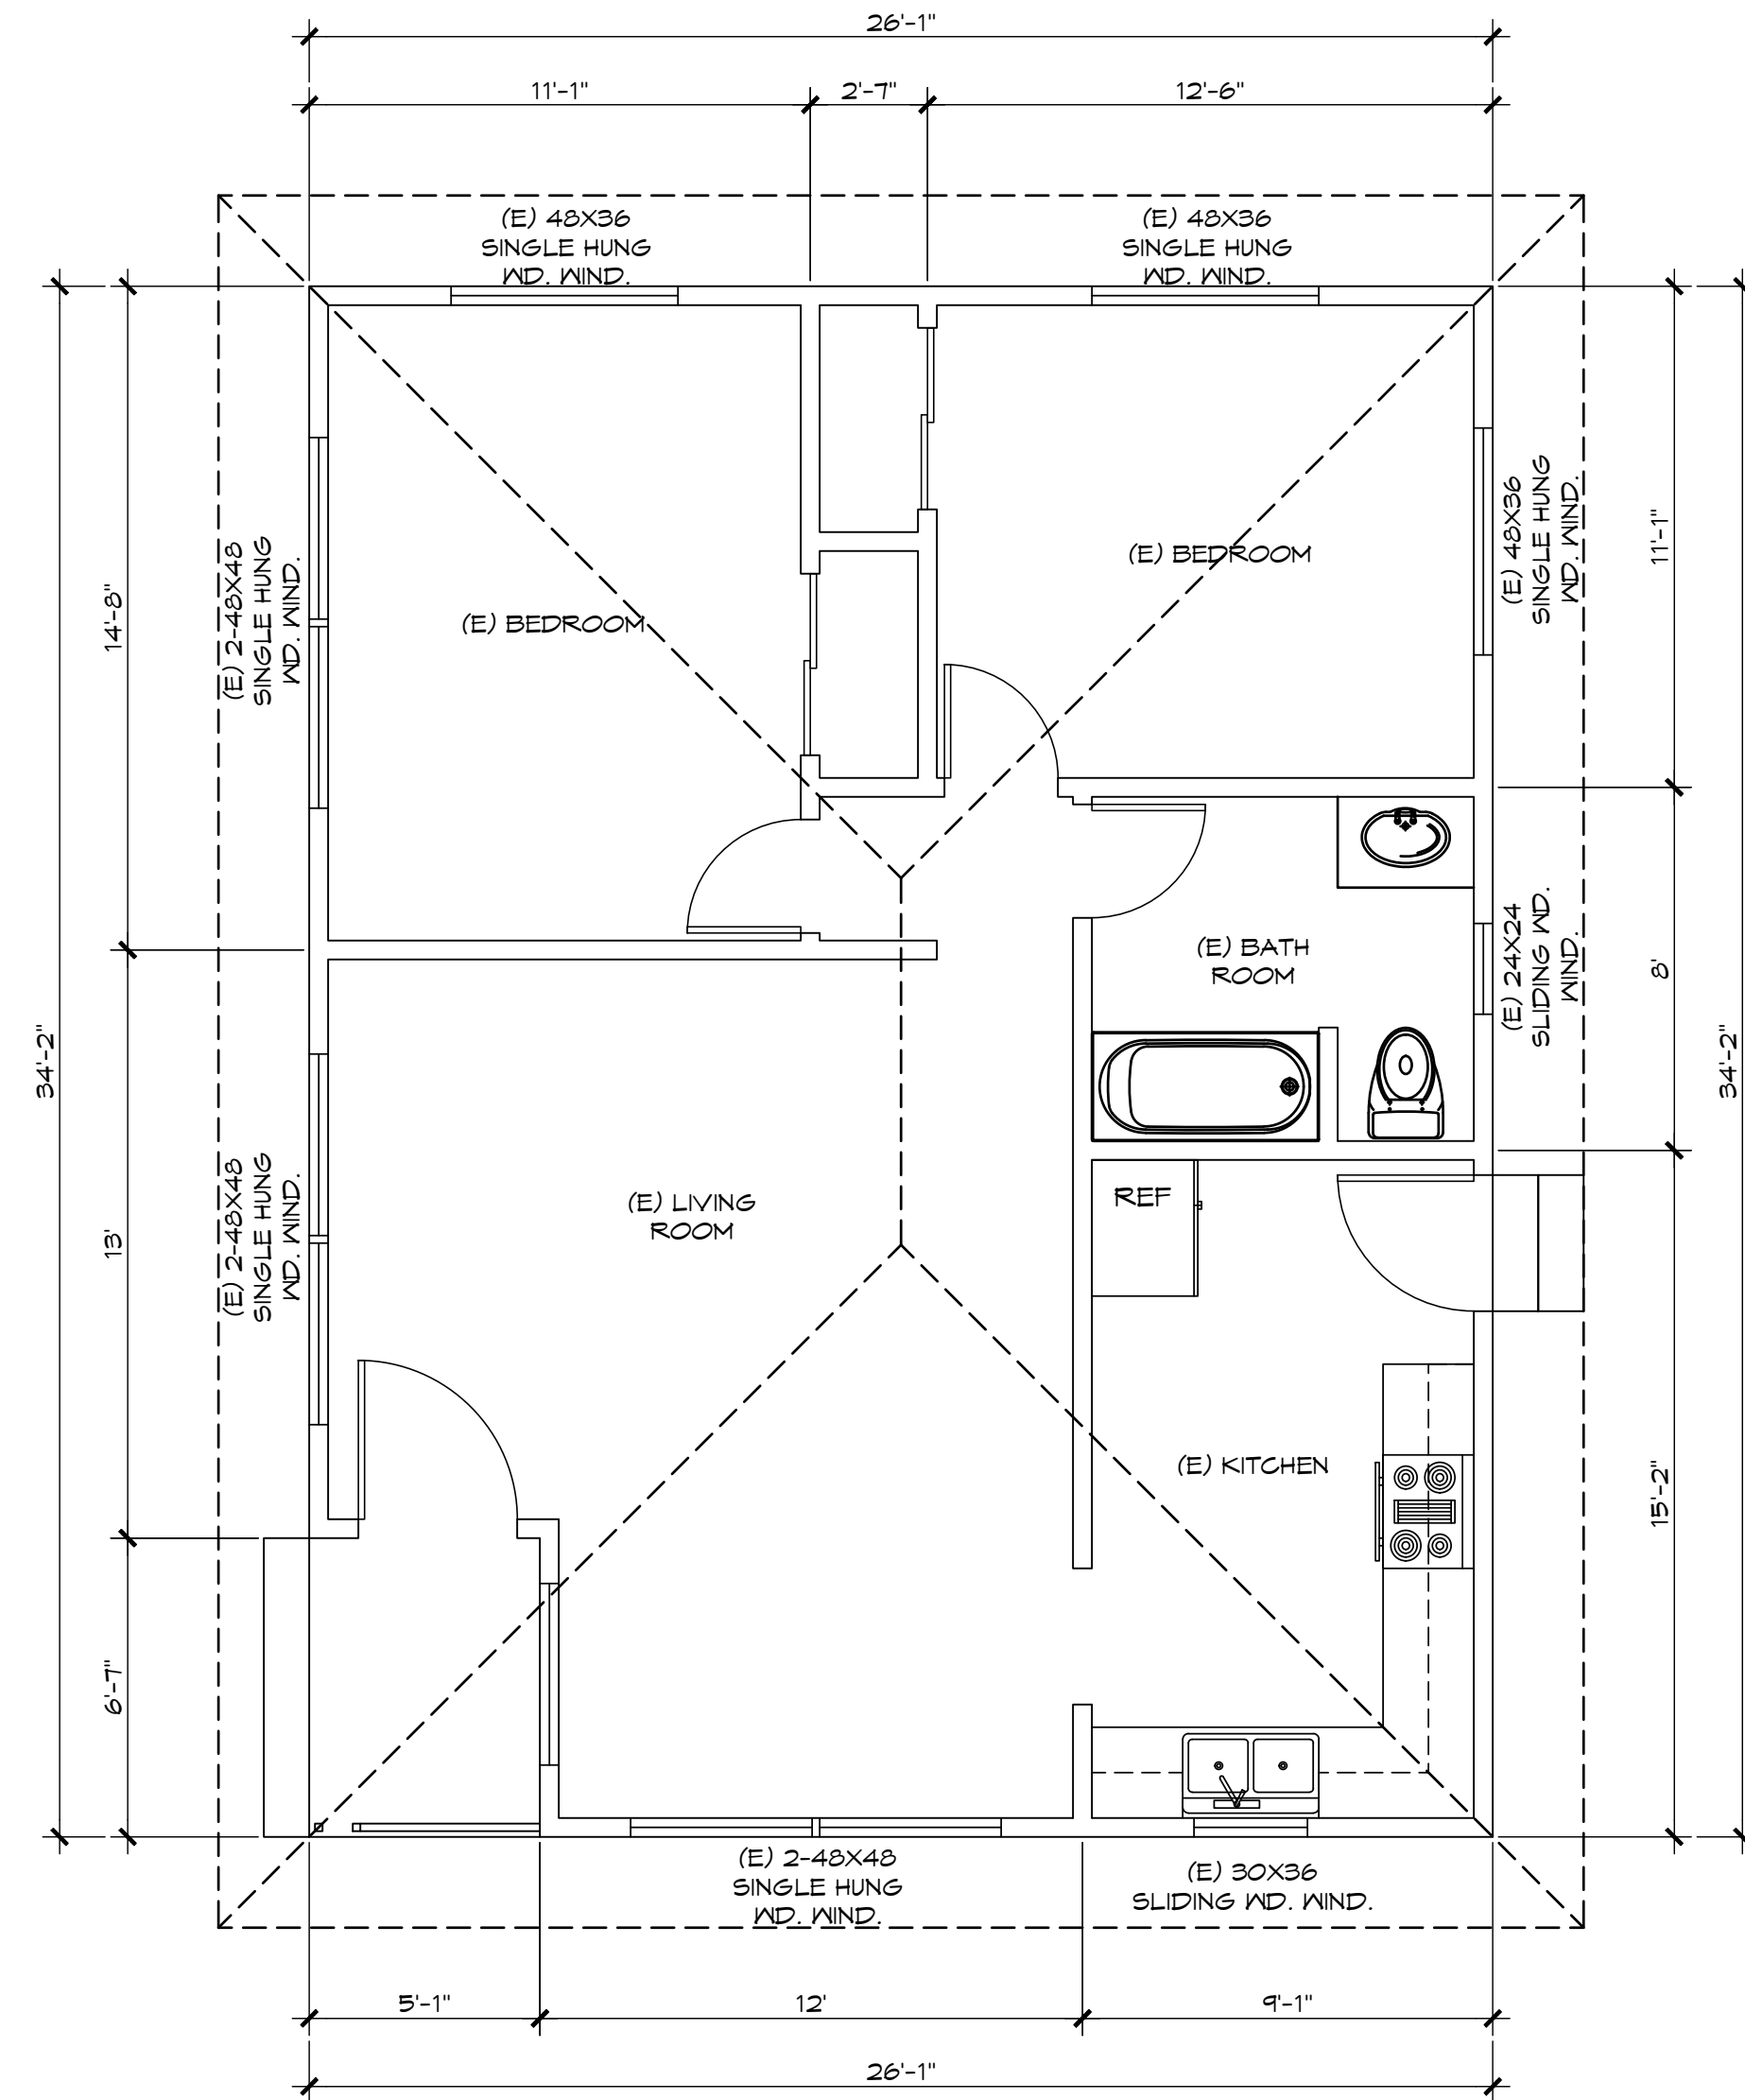 26'-1"
11'-1"
2'-7"
12'-6"
(E) 48X36
SINGLE HUNG
WD. WIND.
(E) 48X36
SINGLE HUNG
WD. WIND.
(E) 2-48X48
SINGLE HUNG
WD. WIND.
14'-8"
(E) BEDROOM
(E) BEDROOM
(E) 48X36
SINGLE HUNG
WD. WIND.
11'-1"
34'-2"
(E) BATH
ROOM
(E) 24X24
SLIDING WD.
WIND.
8'
34'-2"
13'
(E) 2-48X48
SINGLE HUNG
WD. WIND.
(E) LIVING
ROOM
REF
(E) KITCHEN
15'-2"
6'-7"
(E) 2-48X48
SINGLE HUNG
WD. WIND.
(E) 30X36
SLIDING WD. WIND.
5'-1"
12'
9'-1"
26'-1"